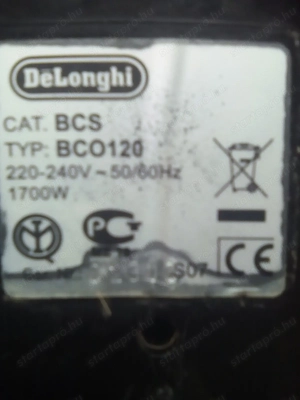 DeLonghi
CAT. BCS
TYP: BCO120
220-240V ~ 50/60Hz
1700W
CE
S07